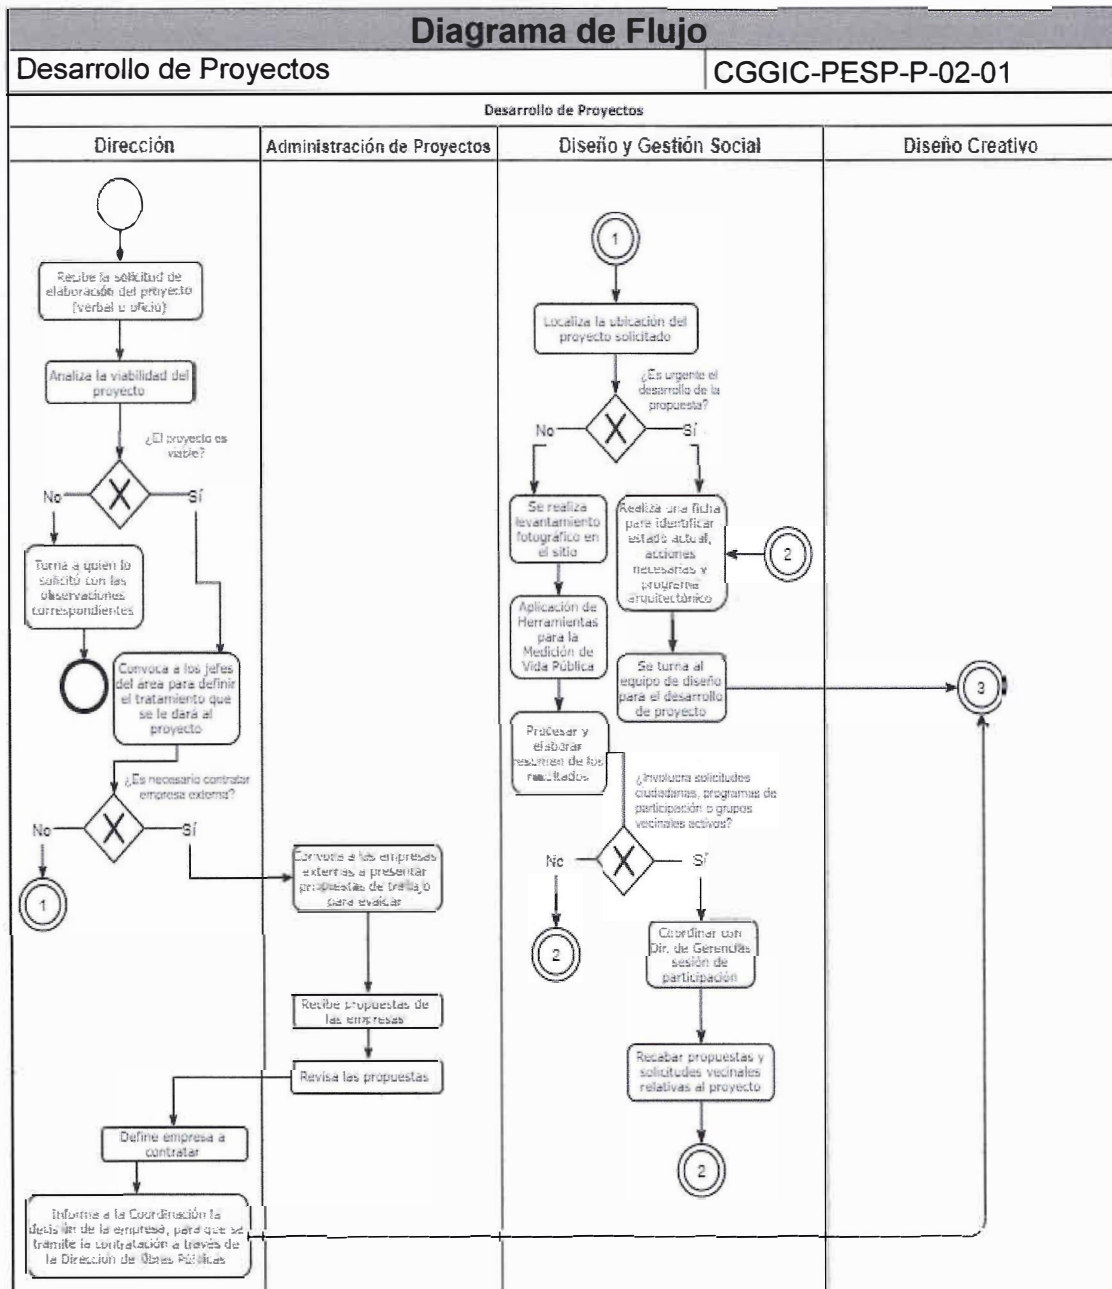 Diagrama de Flujo
Desarrollo de Proyectos
CGGIC-PESP-P-02-01
Desarrollo de Proyectos
Dirección
Administración de Proyectos
Diseño y Gestión Social
Diseño Creativo
Recibe la solicitud de
elaboración del proyecto
(verbal u oficio)
Analiza la viabilidad del
proyecto
¿El proyecto es
viable?
No
Sí
Turna a quien lo
solicitó con las
observaciones
correspondientes
Convoca a los jefes
del área para definir
el tratamiento que
se le dará al
proyecto
¿Es necesario contratar
empresa externa?
No
Sí
1
Convoca a las empresas
externas a presentar
propuestas de trabajo
para evaluar
Recibe propuestas de
las empresas
Revisa las propuestas
Define empresa a
contratar
Informa a la Coordinación la
decisión de la empresa, para que se
tramite la contratación a través de
la Dirección de Obras Públicas
1
Localiza la ubicación del
proyecto solicitado
¿Es urgente el
desarrollo de la
propuesta?
No
Sí
Se realiza
levantamiento
fotográfico en
el sitio
Realiza una ficha
para identificar
estado actual,
acciones
necesarias y
programa
arquitectónico
2
Aplicación de
Herramientas
para la
Medición de
Vida Pública
Se turna al
equipo de diseño
para el desarrollo
de proyecto
3
Procesar y
elaborar
resumen de los
resultados
¿Involucra solicitudes
ciudadanas, programas de
participación o grupos
vecinales activos?
No
Sí
2
Coordinar con
Dir. de Gerencias
sesión de
participación
Recabar propuestas y
solicitudes vecinales
relativas al proyecto
2